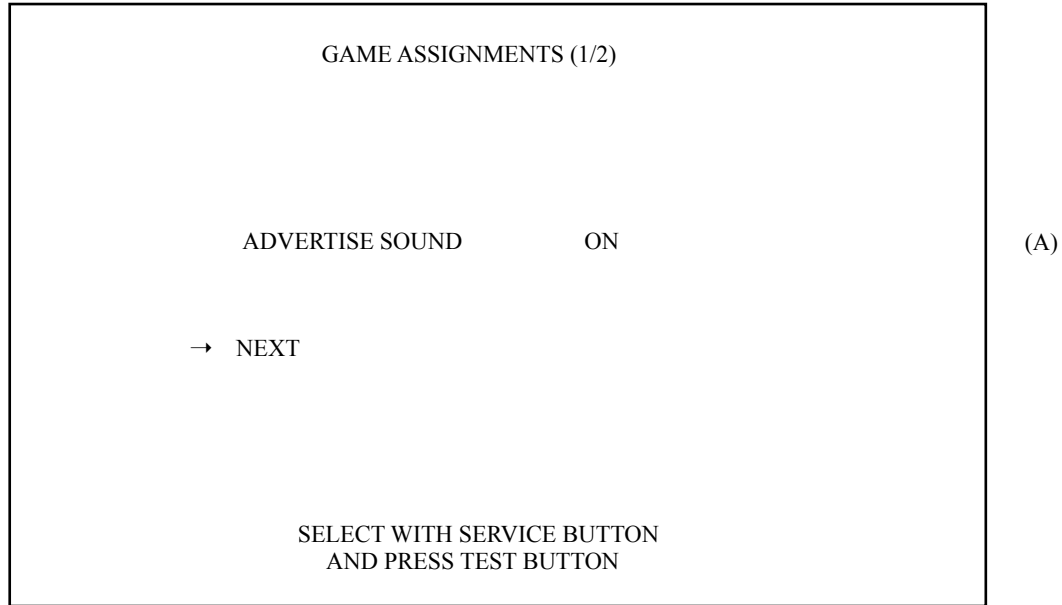 GAME ASSIGNMENTS (1/2)
ADVERTISE SOUND ON (A)
→ NEXT
SELECT WITH SERVICE BUTTON
AND PRESS TEST BUTTON